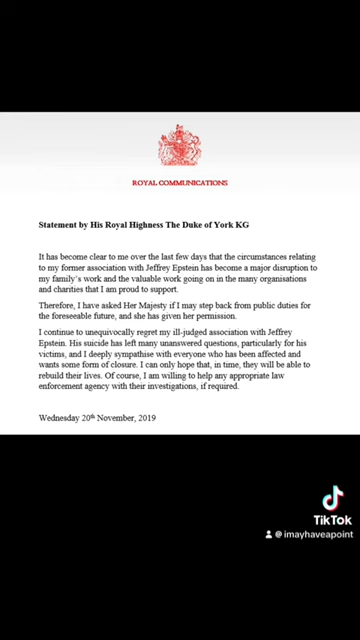 ROYAL COMMUNICATIONS
Statement by His Royal Highness The Duke of York KG
It has become clear to me over the last few days that the circumstances relating
to my former association with Jeffrey Epstein has become a major disruption to
my family's work and the valuable work going on in the many organisations
and charities that I am proud to support.
Therefore, I have asked Her Majesty if I may step back from public duties for
the foreseeable future, and she has given her permission.
I continue to unequivocally regret my ill-judged association with Jeffrey
Epstein. His suicide has left many unanswered questions, particularly for his
victims, and I deeply sympathise with everyone who has been affected and
wants some form of closure. I can only hope that, in time, they will be able to
rebuild their lives. Of course, I am willing to help any appropriate law
enforcement agency with their investigations, if required.
Wednesday 20th November, 2019
TikTok
@ imayhaveapoint